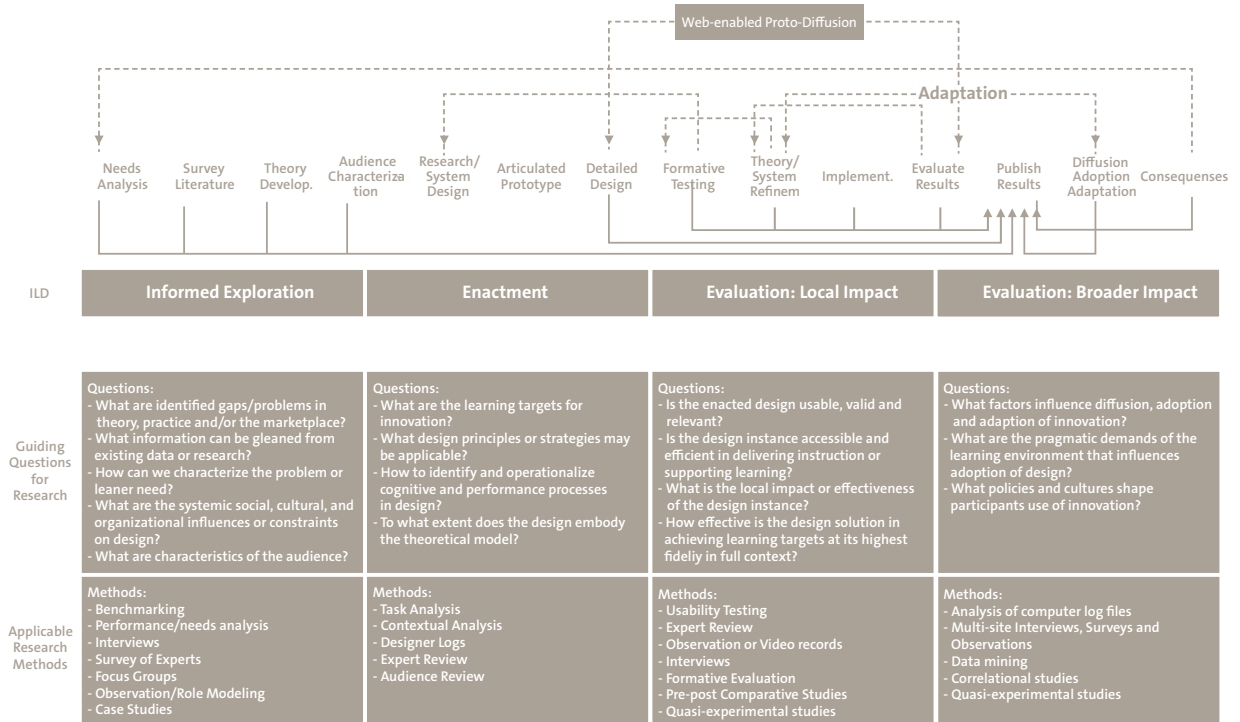 Web-enabled Proto-Diffusion
Adaptation
Needs
Analysis
Survey
Literature
Theory
Develop.
Audience
Characteriza
tion
Research/
System
Design
Articulated
Prototype
Detailed
Design
Formative
Testing
Theory/
System
Refinem
Implement.
Evaluate
Results
Publish
Results
Diffusion
Adoption
Adaptation
Consequenses
ILD
Informed Exploration
Enactment
Evaluation: Local Impact
Evaluation: Broader Impact
Guiding
Questions
for
Research
Questions:
- What are identified gaps/problems in
theory, practice and/or the marketplace?
- What information can be gleaned from
existing data or research?
- How can we characterize the problem or
leaner need?
- What are the systemic social, cultural, and
organizational influences or constraints
on design?
- What are characteristics of the audience?
Questions:
- What are the learning targets for
innovation?
- What design principles or strategies may
be applicable?
- How to identify and operationalize
cognitive and performance processes
in design?
- To what extent does the design embody
the theoretical model?
Questions:
- Is the enacted design usable, valid and
relevant?
- Is the design instance accessible and
efficient in delivering instruction or
supporting learning?
- What is the local impact or effectiveness
of the design instance?
- How effective is the design solution in
achieving learning targets at its highest
fideliy in full context?
Questions:
- What factors influence diffusion, adoption
and adaption of innovation?
- What are the pragmatic demands of the
learning environment that influences
adoption of design?
- What policies and cultures shape
participants use of innovation?
Applicable
Research
Methods
Methods:
- Benchmarking
- Performance/needs analysis
- Interviews
- Survey of Experts
- Focus Groups
- Observation/Role Modeling
- Case Studies
Methods:
- Task Analysis
- Contextual Analysis
- Designer Logs
- Expert Review
- Audience Review
Methods:
- Usability Testing
- Expert Review
- Observation or Video records
- Interviews
- Formative Evaluation
- Pre-post Comparative Studies
- Quasi-experimental studies
Methods:
- Analysis of computer log files
- Multi-site Interviews, Surveys and
Observations
- Data mining
- Correlational studies
- Quasi-experimental studies